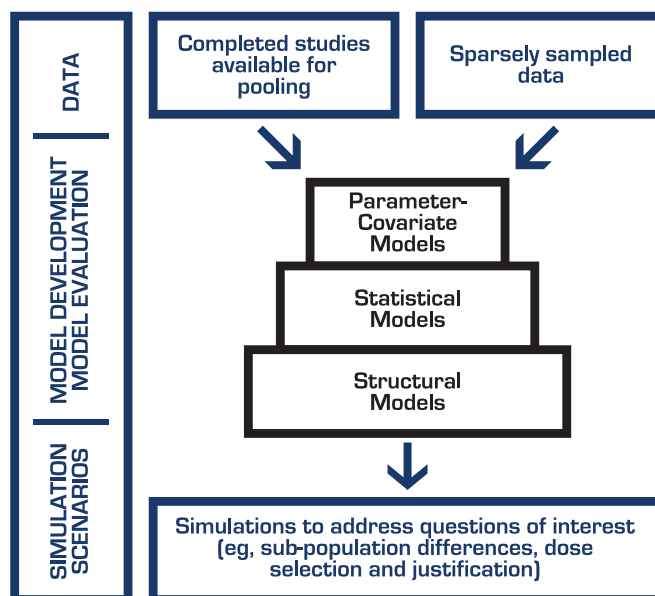 DATA
Completed studies
available for
pooling
Sparsely sampled
data
MODEL DEVELOPMENT
MODEL EVALUATION
Parameter-
Covariate
Models
Statistical
Models
Structural
Models
SIMULATION
SCENARIOS
Simulations to address questions of interest
(eg, sub-population differences, dose
selection and justification)